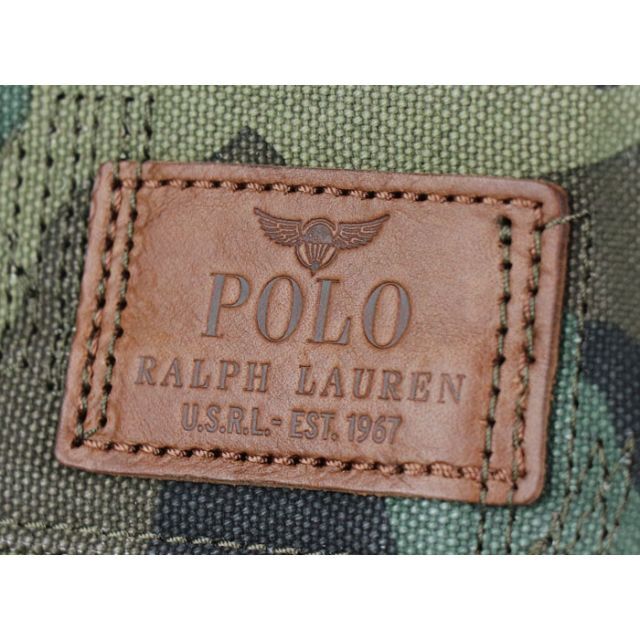 POLO
RALPH LAUREN
U.S.R.L.- EST. 1967